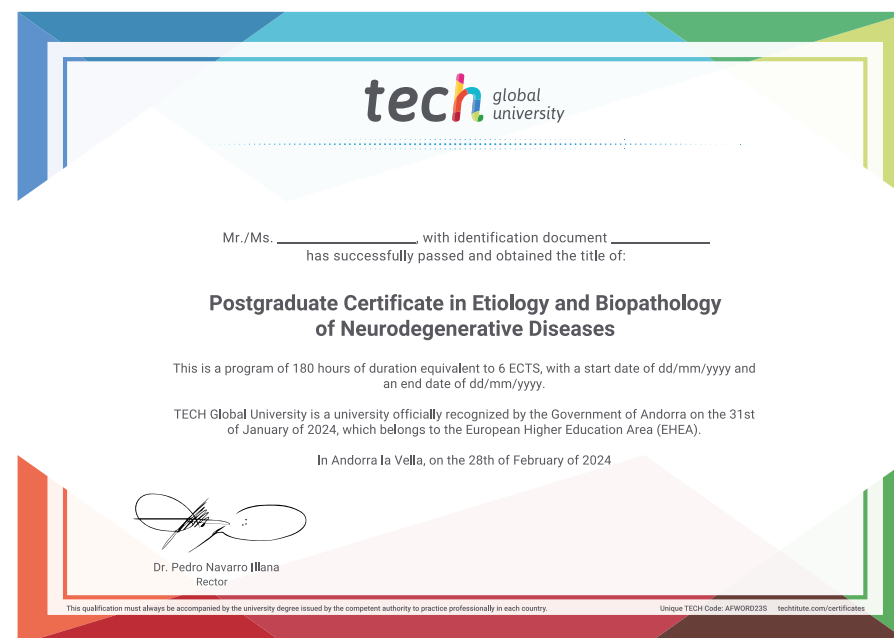 tech global university
Mr./Ms. ________________, with identification document ____________
has successfully passed and obtained the title of:
Postgraduate Certificate in Etiology and Biopathology
of Neurodegenerative Diseases
This is a program of 180 hours of duration equivalent to 6 ECTS, with a start date of dd/mm/yyyy and
an end date of dd/mm/yyyy.
TECH Global University is a university officially recognized by the Government of Andorra on the 31st
of January of 2024, which belongs to the European Higher Education Area (EHEA).
In Andorra la Vella, on the 28th of February of 2024
Dr. Pedro Navarro Illana
Rector
This qualification must always be accompanied by the university degree issued by the competent authority to practice professionally in each country. Unique TECH Code: AFWORD23S techtitute.com/certificates